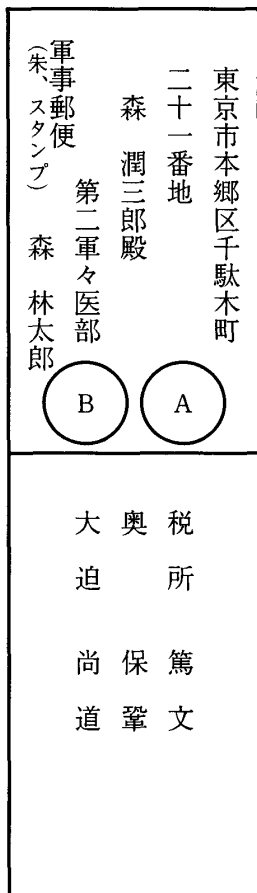 東京市本郷区千駄木町
二十一番地
森　潤三郎殿
第二軍々医部
森　林太郎
軍事郵便
（朱、スタンプ）
A
B
税所　篤文
奥　保鞏
大迫　尚道